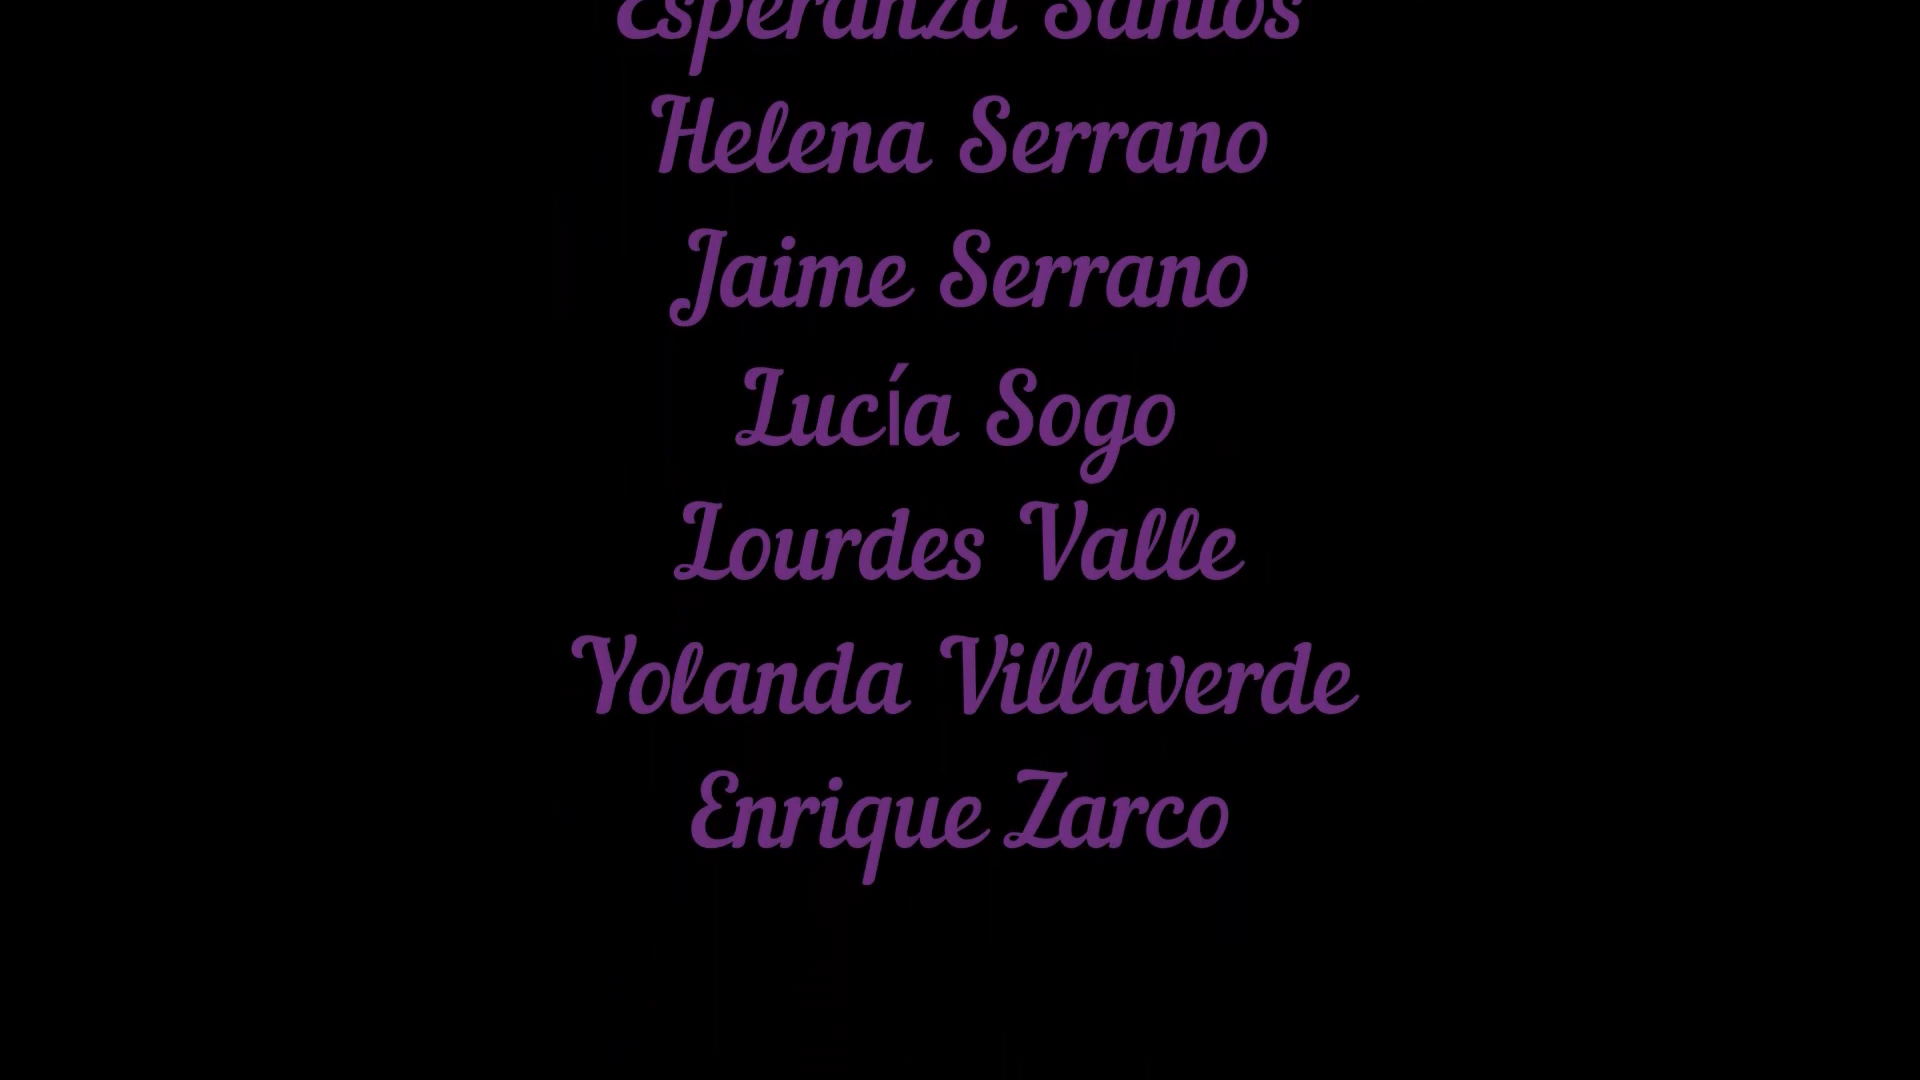 Esperanza Santos
Helena Serrano
Jaime Serrano
Lucía Sogo
Lourdes Valle
Yolanda Villaverde
Enrique Zarco